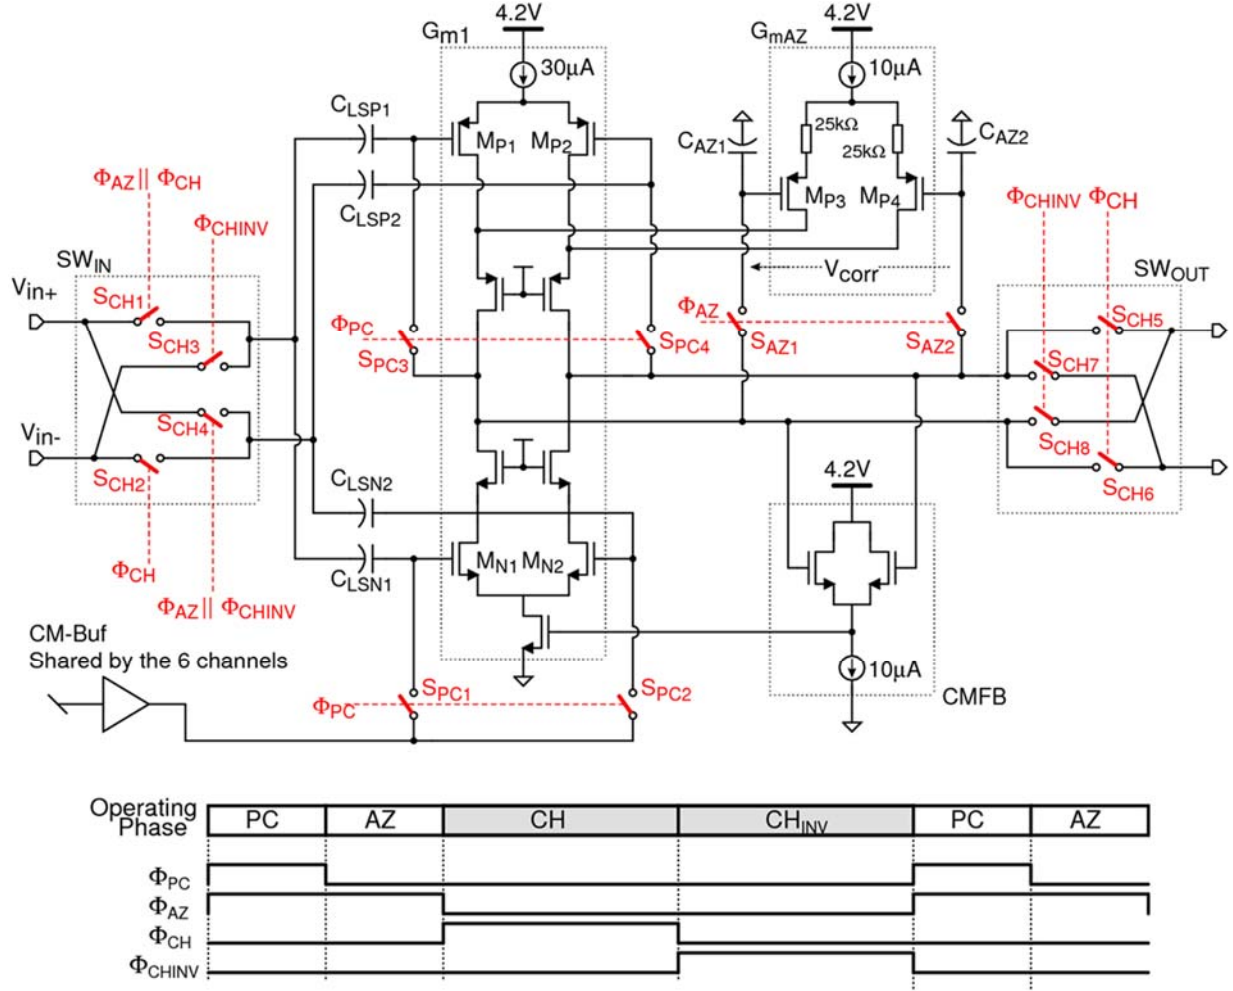 4.2V
4.2V
Gm1
GmAZ
30μA
10μA
CLSP1
MP1
MP2
25kΩ
25kΩ
CAZ1
CAZ2
ΦAZ|| ΦCH
CLSP2
MP3
MP4
ΦCHINV
ΦCH
ΦCHINV
SWIN
Vcorr
SWOUT
Vin+
SCH1
SCH3
ΦPC
SPC3
SPC4
ΦAZ
SAZ1
SAZ2
SCH5
SCH7
Vin-
SCH4
SCH2
SCH8
SCH6
4.2V
CLSN2
MN1
MN2
CLSN1
ΦCH
ΦAZ|| ΦCHINV
CM-Buf
Shared by the 6 channels
10μA
CMFB
ΦPC
SPC1
SPC2
Operating
Phase
PC
AZ
CH
CHINV
PC
AZ
ΦPC
ΦAZ
ΦCH
ΦCHINV